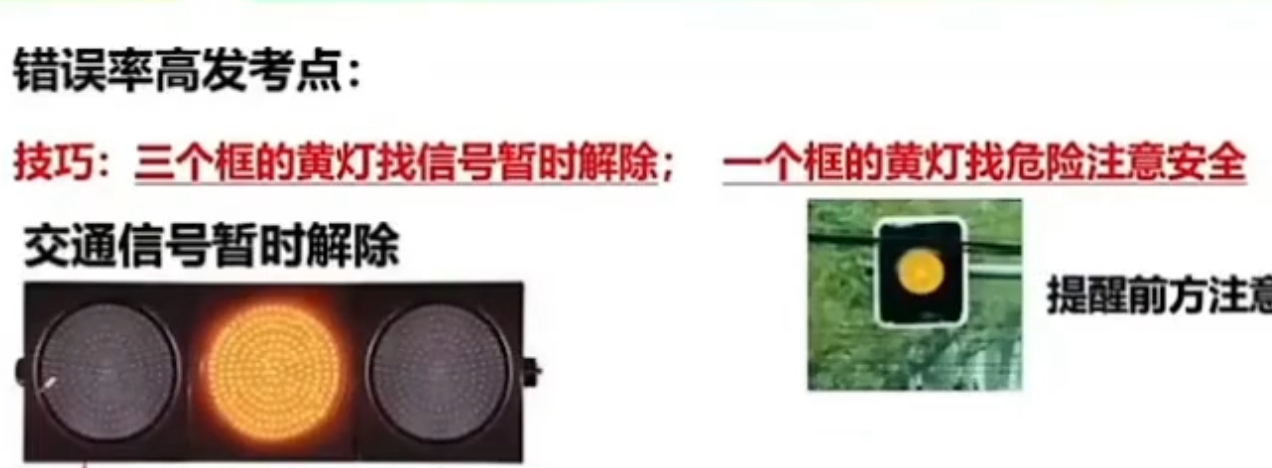 错误率高发考点：
技巧：三个框的黄灯找信号暂时解除； 一个框的黄灯找危险注意安全
交通信号暂时解除
提醒前方注意